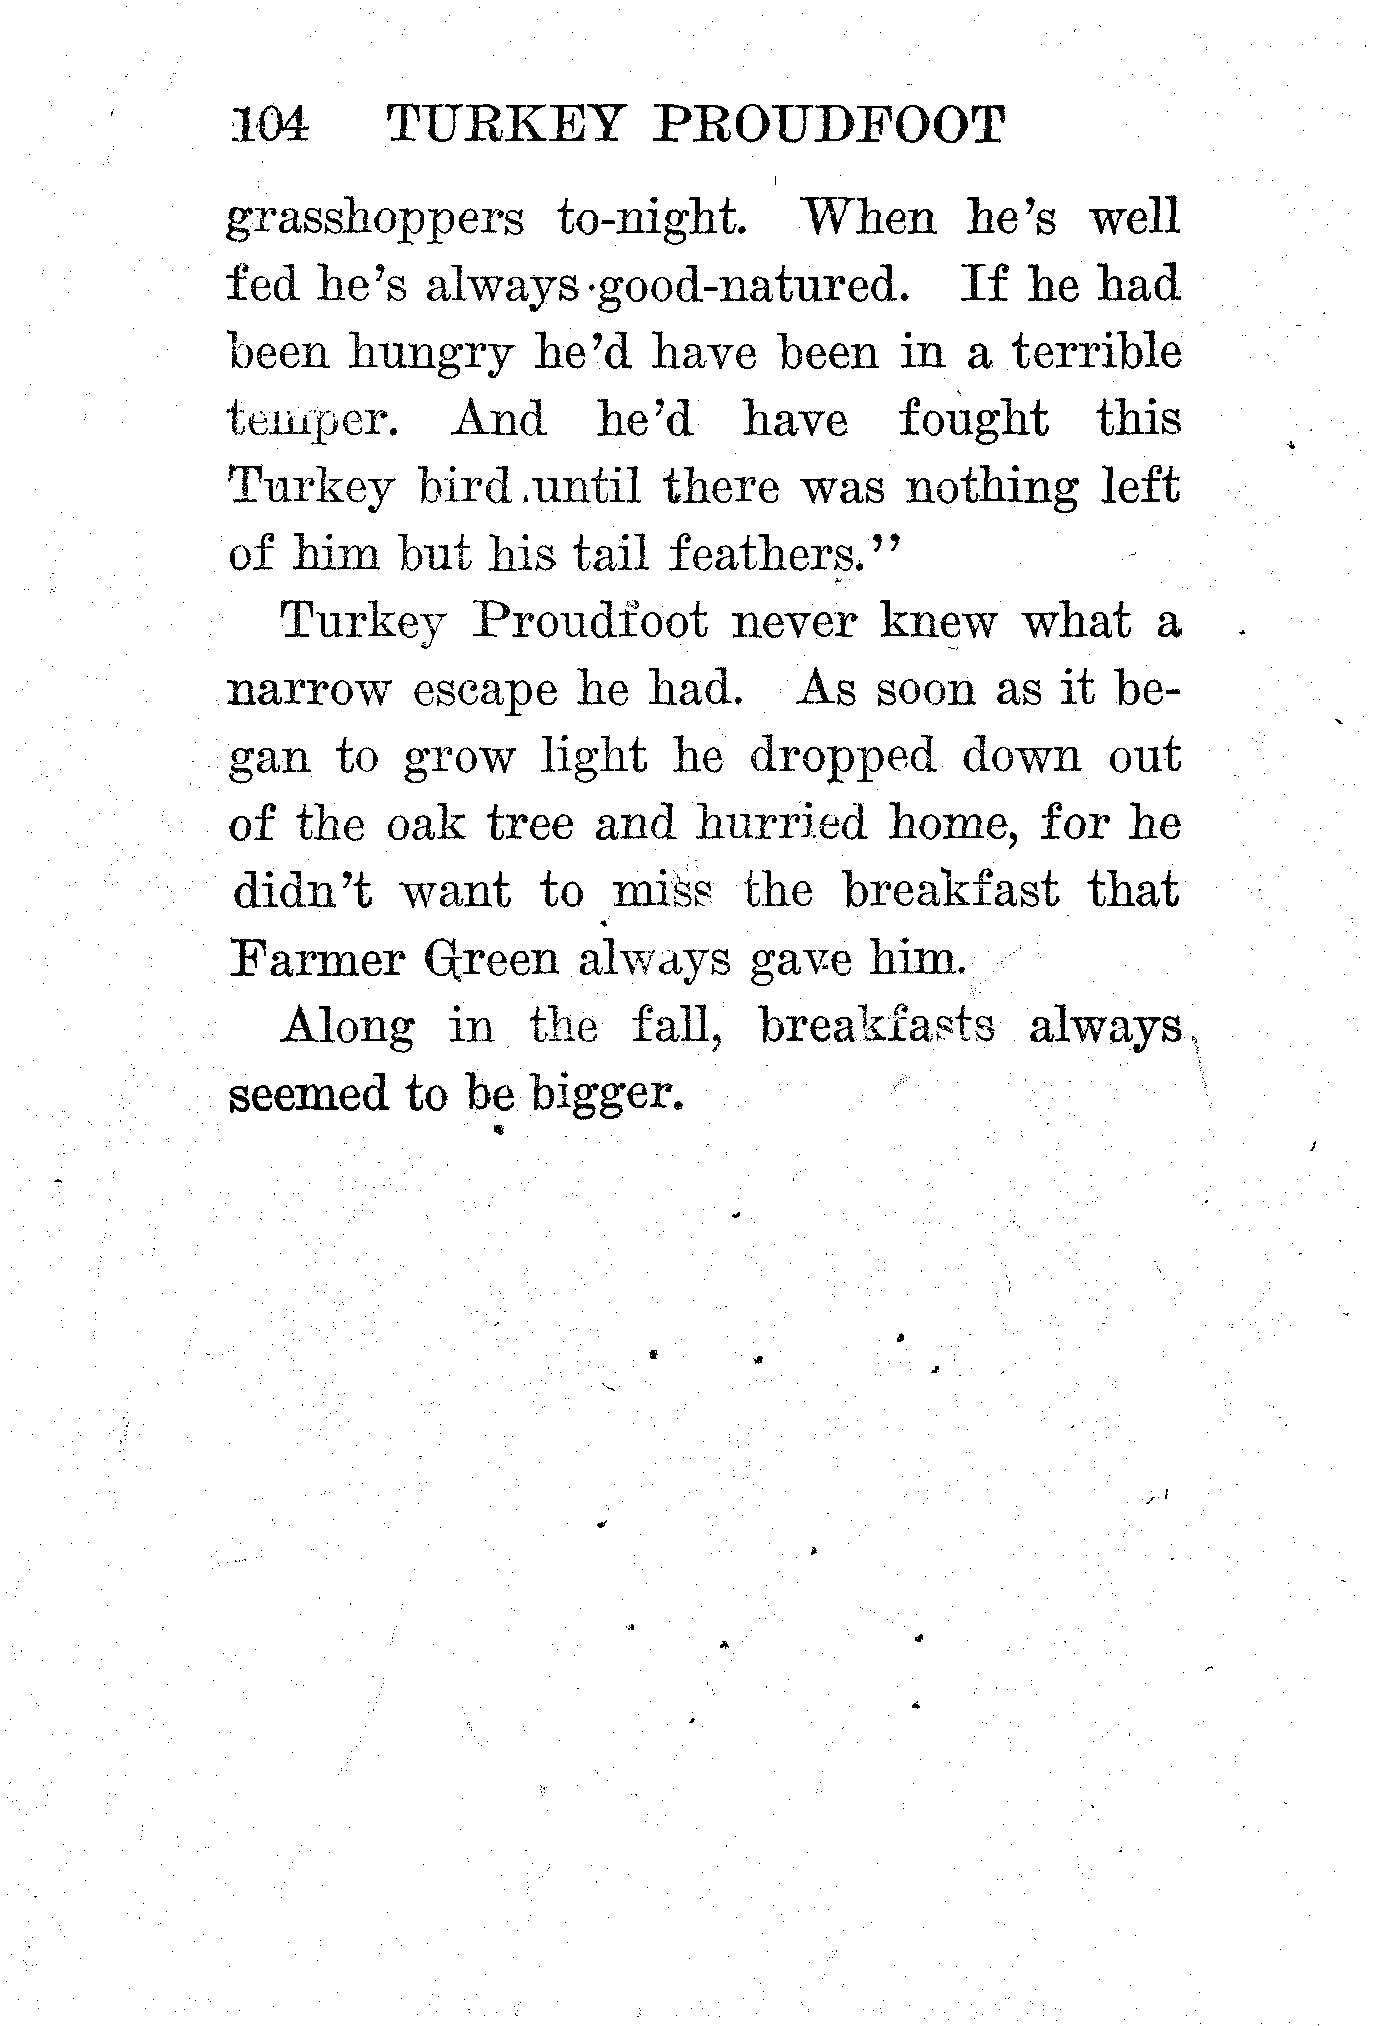 104 TURKEY PROUDFOOT
grasshoppers to-night. When he's well
fed he's always good-natured. If he had
been hungry he'd have been in a terrible
temper. And he'd have fought this
Turkey bird until there was nothing left
of him but his tail feathers."
Turkey Proudfoot never knew what a
narrow escape he had. As soon as it be-
gan to grow light he dropped down out
of the oak tree and hurried home, for he
didn't want to miss the breakfast that
Farmer Green always gave him.
Along in the fall, breakfasts always
seemed to be bigger.